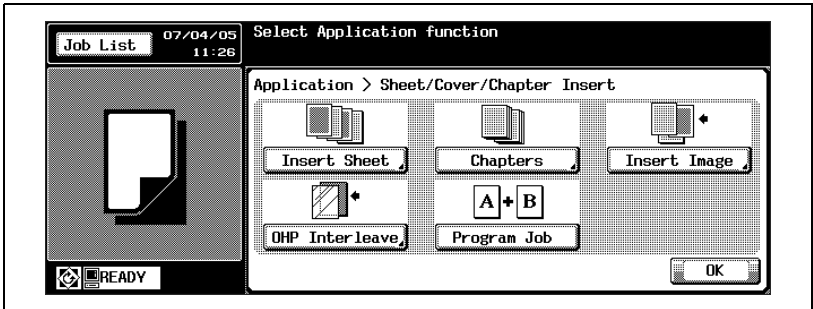 Job List
07/04/05
11:26
Select Application function
Application > Sheet/Cover/Chapter Insert
Insert Sheet
Chapters
Insert Image
A+B
OHP Interleave
Program Job
OK
READY